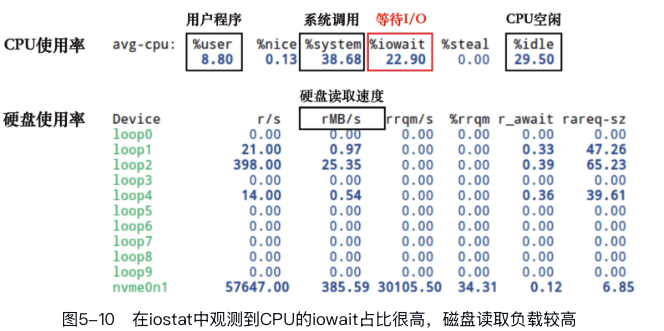 用户程序 系统调用 等待I/O CPU空闲
CPU使用率 avg-cpu: %user %nice %system %iowait %steal %idle
8.80 0.13 38.68 22.90 0.00 29.50
硬盘读取速度
硬盘使用率 Device r/s rMB/s rrqm/s %rrqm r_await rareq-sz
loop0 0.00 0.00 0.00 0.00 0.00 0.00
loop1 21.00 0.97 0.00 0.00 0.33 47.26
loop2 398.00 25.35 0.00 0.00 0.39 65.23
loop3 0.00 0.00 0.00 0.00 0.00 0.00
loop4 14.00 0.54 0.00 0.00 0.36 39.61
loop5 0.00 0.00 0.00 0.00 0.00 0.00
loop6 0.00 0.00 0.00 0.00 0.00 0.00
loop7 0.00 0.00 0.00 0.00 0.00 0.00
loop8 0.00 0.00 0.00 0.00 0.00 0.00
loop9 0.00 0.00 0.00 0.00 0.00 0.00
nvme0n1 57647.00 385.59 30105.50 34.31 0.12 6.85
图5-10 在iostat中观测到CPU的iowait占比很高，磁盘读取负载较高